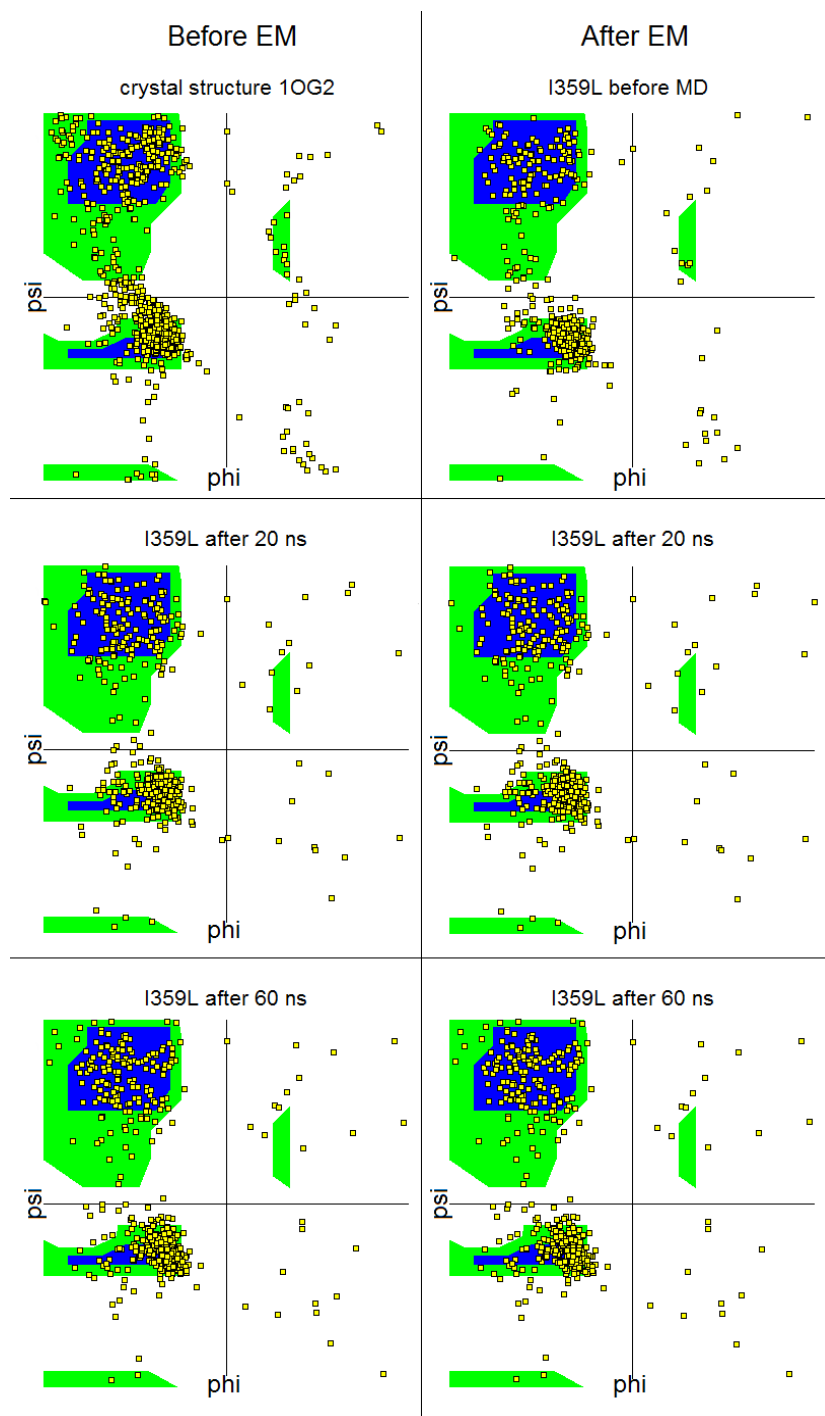 Before EM
After EM
crystal structure 1OG2
I359L before MD
psi
phi
psi
phi
I359L after 20 ns
I359L after 20 ns
psi
phi
psi
phi
I359L after 60 ns
I359L after 60 ns
psi
phi
psi
phi